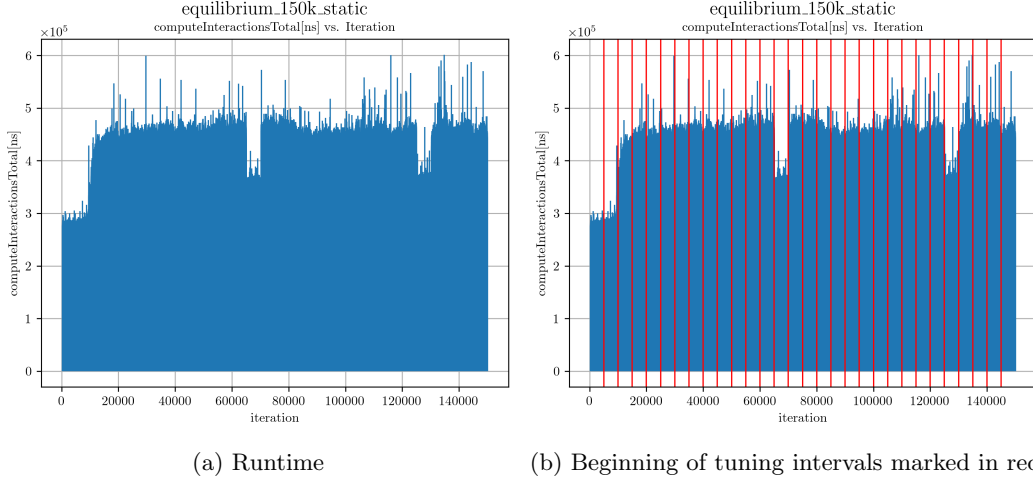 equilibrium_150k_static
computeInteractionsTotal[ns] vs. Iteration
×10⁵
6
5
4
3
2
1
0
computeInteractionsTotal[ns]
0 20000 40000 60000 80000 100000 120000 140000
iteration
(a) Runtime
equilibrium_150k_static
computeInteractionsTotal[ns] vs. Iteration
×10⁵
6
5
4
3
2
1
0
computeInteractionsTotal[ns]
0 20000 40000 60000 80000 100000 120000 140000
iteration
(b) Beginning of tuning intervals marked in red